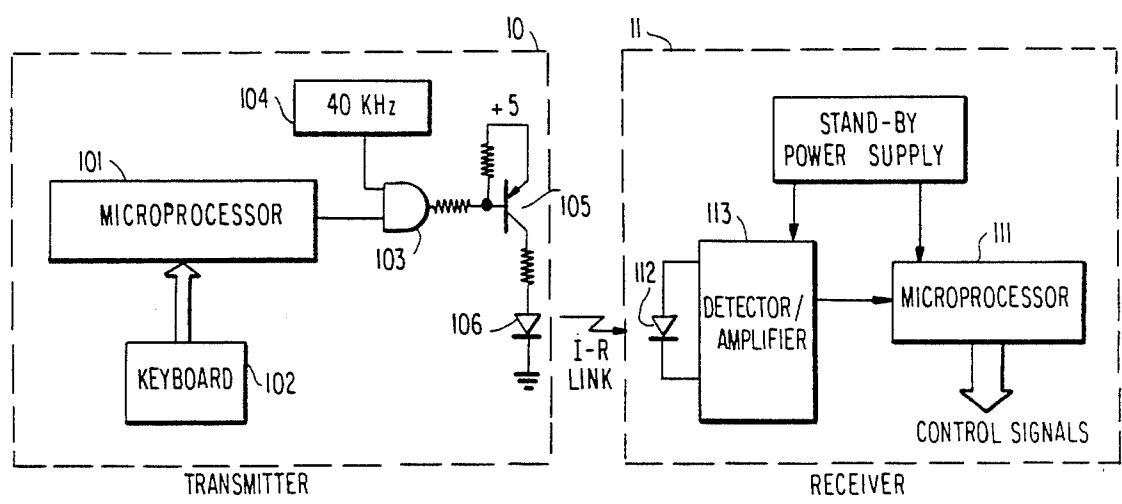 10
11
104
40 KHz
+5
STAND-BY
POWER SUPPLY
101
MICROPROCESSOR
103
105
113
111
112
DETECTOR/
AMPLIFIER
MICROPROCESSOR
106
I-R
LINK
KEYBOARD
102
CONTROL SIGNALS
TRANSMITTER
RECEIVER